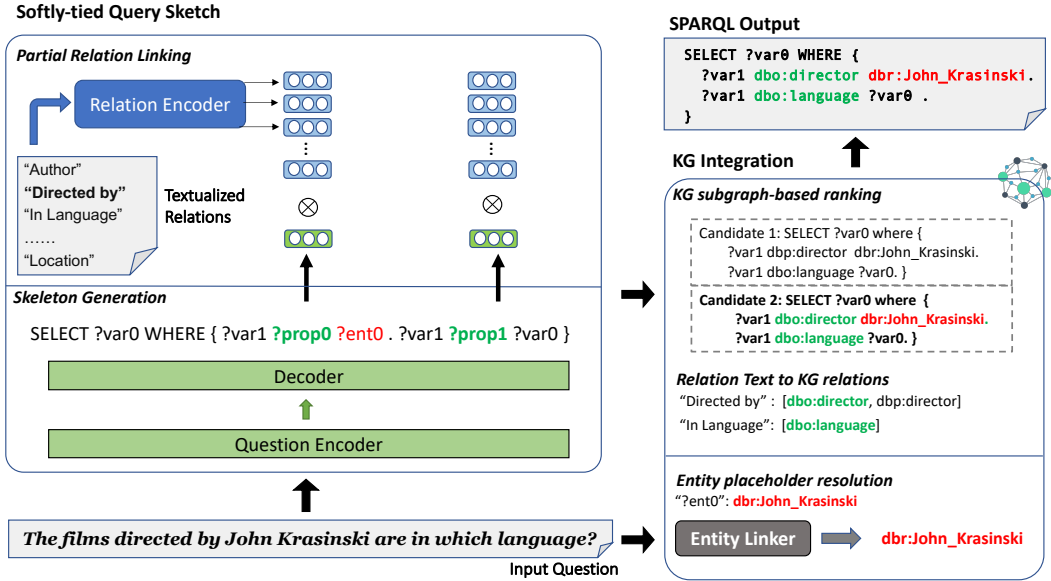 Softly-tied Query Sketch
Partial Relation Linking
Relation Encoder
“Author”
“Directed by”
“In Language”
......
“Location”
Textualized
Relations
Skeleton Generation
SELECT ?var0 WHERE { ?var1 ?prop0 ?ent0 . ?var1 ?prop1 ?var0 }
Decoder
Question Encoder
The films directed by John Krasinski are in which language?
Input Question
SPARQL Output
SELECT ?var0 WHERE {
?var1 dbo:director dbr:John_Krasinski.
?var1 dbo:language ?var0 .
}
KG Integration
KG subgraph-based ranking
Candidate 1: SELECT ?var0 where {
?var1 dbp:director dbr:John_Krasinski.
?var1 dbo:language ?var0. }
Candidate 2: SELECT ?var0 where {
?var1 dbo:director dbr:John_Krasinski.
?var1 dbo:language ?var0. }
Relation Text to KG relations
“Directed by” : [dbo:director, dbp:director]
“In Language”: [dbo:language]
Entity placeholder resolution
“?ent0”: dbr:John_Krasinski
Entity Linker
dbr:John_Krasinski